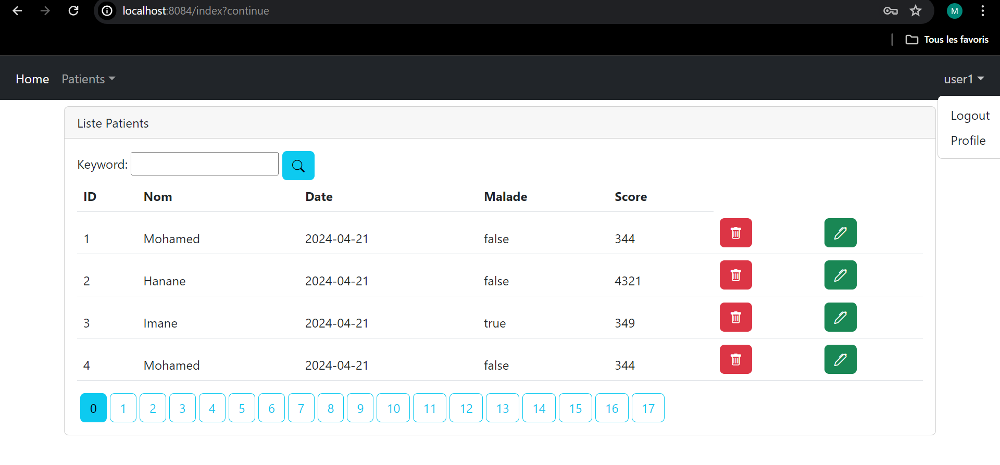 localhost:8084/index?continue
M
Tous les favoris
Home Patients user1
Logout
Profile
Liste Patients
Keyword:
ID Nom Date Malade Score
1 Mohamed 2024-04-21 false 344
2 Hanane 2024-04-21 false 4321
3 Imane 2024-04-21 true 349
4 Mohamed 2024-04-21 false 344
0 1 2 3 4 5 6 7 8 9 10 11 12 13 14 15 16 17